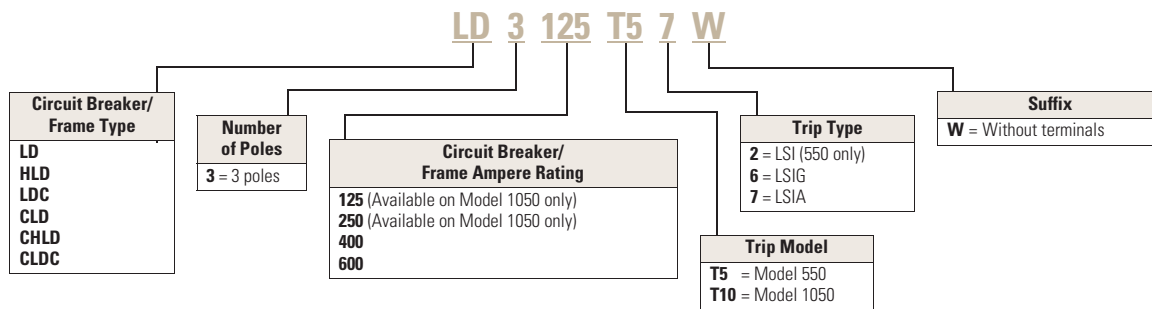 LD 3 125 T5 7 W
Circuit Breaker/
Frame Type
LD
HLD
LDC
CLD
CHLD
CLDC
Number
of Poles
3 = 3 poles
Circuit Breaker/
Frame Ampere Rating
125 (Available on Model 1050 only)
250 (Available on Model 1050 only)
400
600
Trip Model
T5 = Model 550
T10 = Model 1050
Trip Type
2 = LSI (550 only)
6 = LSIG
7 = LSIA
Suffix
W = Without terminals